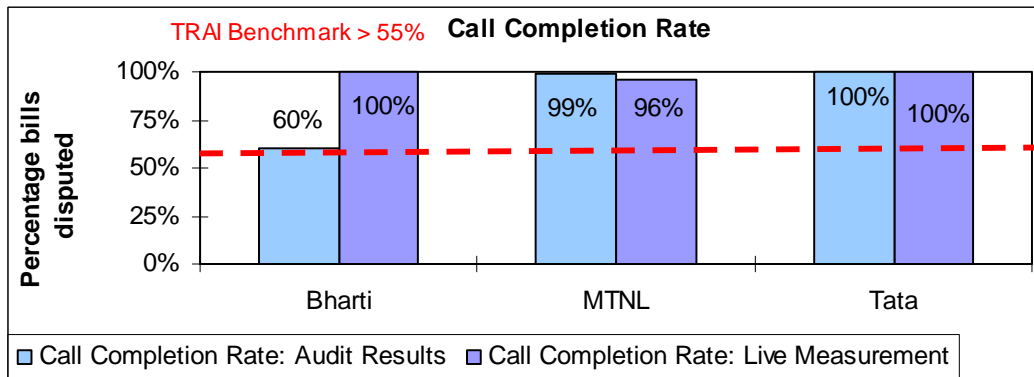 TRAI Benchmark > 55% Call Completion Rate
Percentage bills
disputed
100%
75%
50%
25%
0%
60%
100%
99%
96%
100%
100%
Bharti MTNL Tata
Call Completion Rate: Audit Results Call Completion Rate: Live Measurement